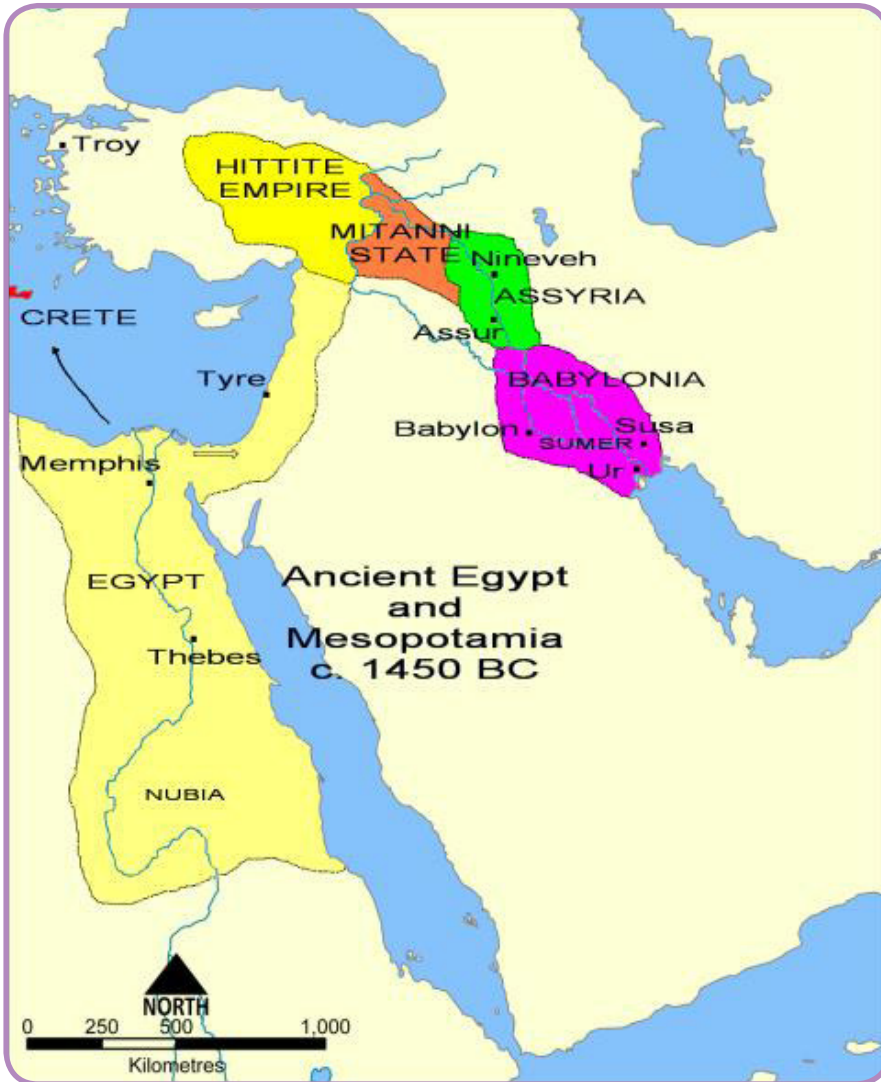 Troy
HITTITE
EMPIRE
MITANNI
STATE
Nineveh
ASSYRIA
CRETE
Assur
Tyre
BABYLONIA
Babylon
Susa
SUMER
Memphis
Ur
EGYPT
Ancient Egypt
and
Mesopotamia
c. 1450 BC
Thebes
NUBIA
NORTH
0 250 500 1,000
Kilometres